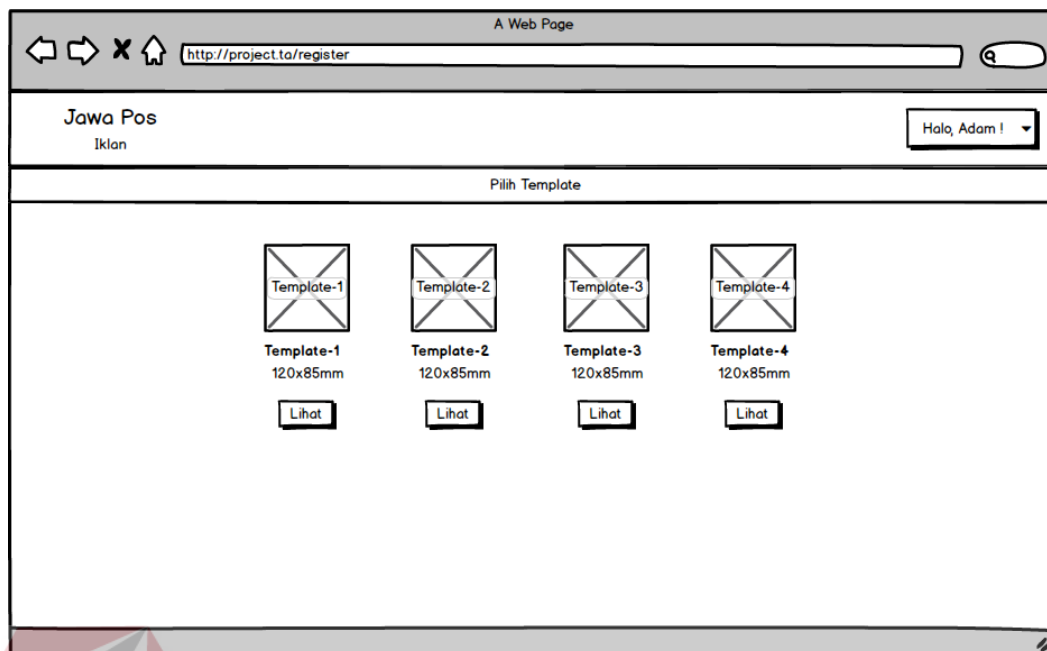 A Web Page
http://project.ta/register
Jawa Pos
Iklan
Halo, Adam !
Pilih Template
Template-1 Template-2 Template-3 Template-4
Template-1 Template-2 Template-3 Template-4
120x85mm 120x85mm 120x85mm 120x85mm
Lihat Lihat Lihat Lihat